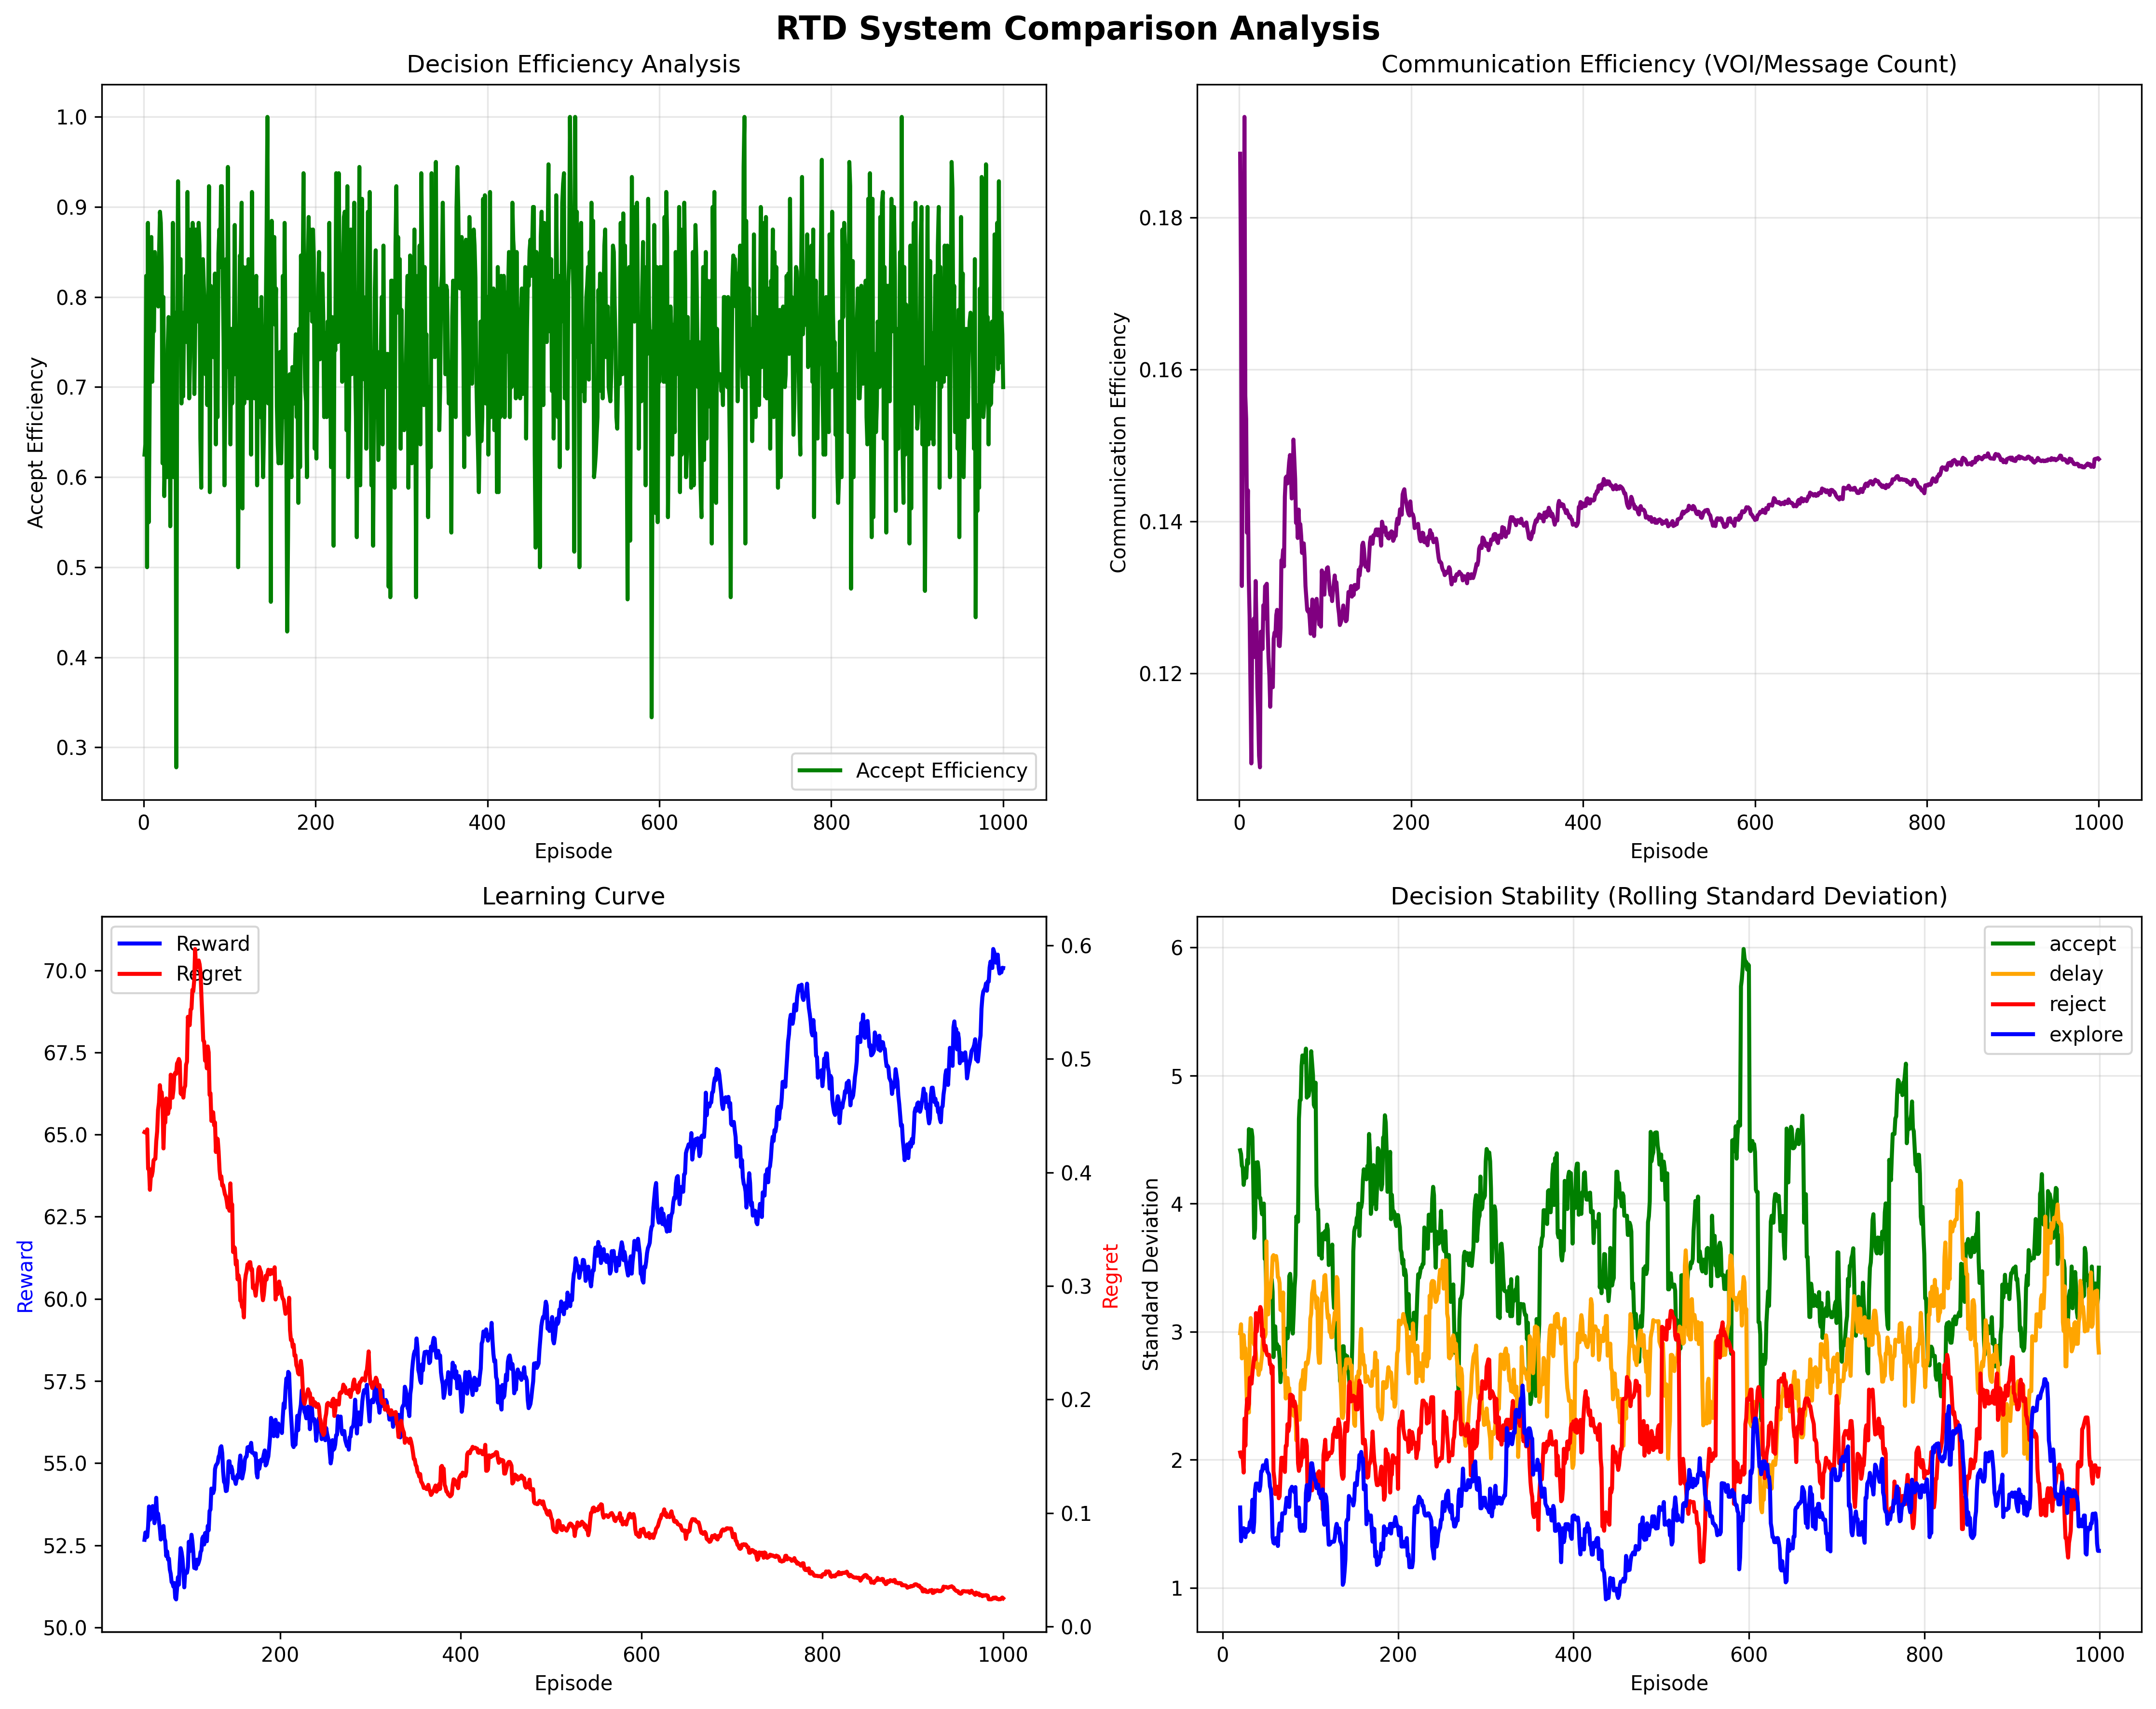 RTD System Comparison Analysis
Decision Efficiency Analysis
Accept Efficiency
1.0
0.9
0.8
0.7
0.6
0.5
0.4
0.3
Accept Efficiency
0 200 400 600 800 1000
Episode
Communication Efficiency (VOI/Message Count)
Communication Efficiency
0.18
0.16
0.14
0.12
0 200 400 600 800 1000
Episode
Learning Curve
Reward
70.0
67.5
65.0
62.5
60.0
57.5
55.0
52.5
50.0
Reward
Regret
0.6
0.5
0.4
0.3
0.2
0.1
0.0
Regret
200 400 600 800 1000
Episode
Decision Stability (Rolling Standard Deviation)
Standard Deviation
6
5
4
3
2
1
accept
delay
reject
explore
0 200 400 600 800 1000
Episode